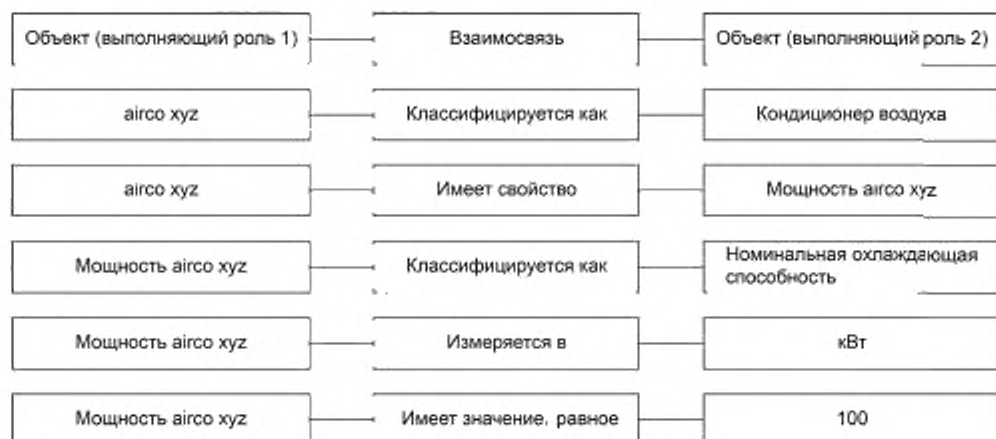 Объект (выполняющий роль 1) Взаимосвязь Объект (выполняющий роль 2)
airco xyz Классифицируется как Кондиционер воздуха
airco xyz Имеет свойство Мощность airco xyz
Мощность airco xyz Классифицируется как Номинальная охлаждающая
способность
Мощность airco xyz Измеряется в кВт
Мощность airco xyz Имеет значение, равное 100